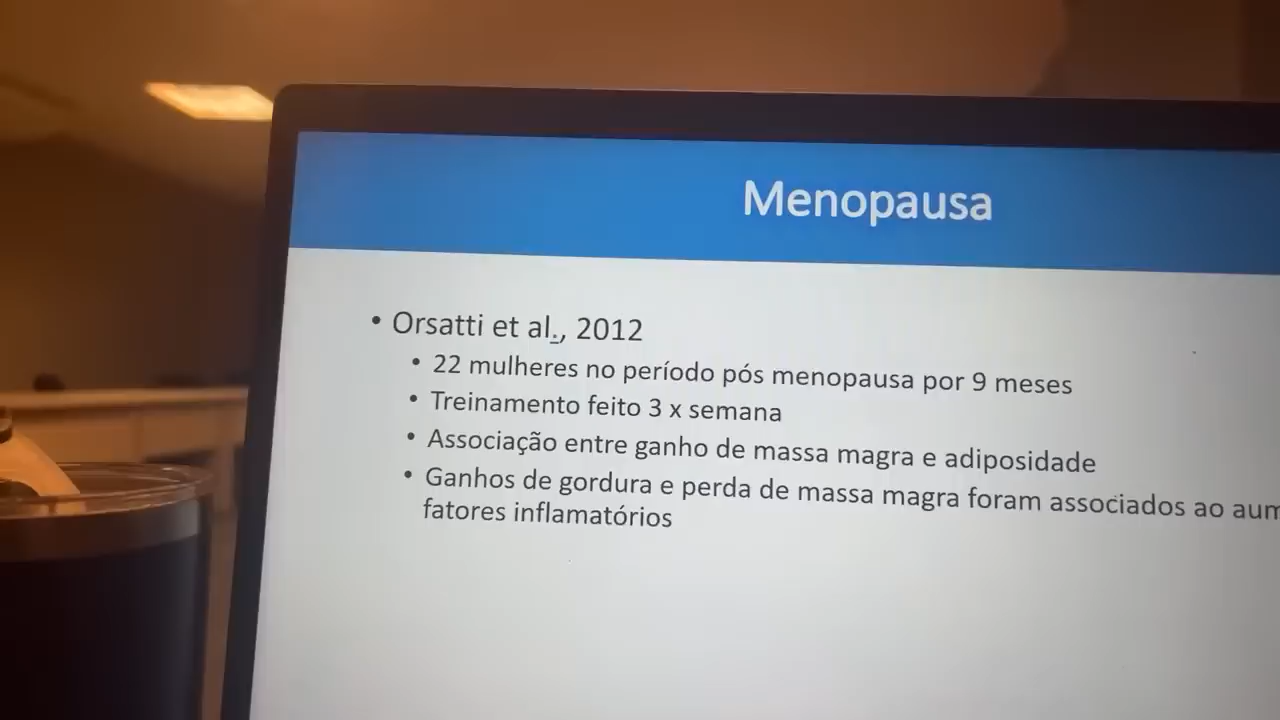 Menopausa
• Orsatti et al., 2012
• 22 mulheres no período pós menopausa por 9 meses
• Treinamento feito 3 x semana
• Associação entre ganho de massa magra e adiposidade
• Ganhos de gordura e perda de massa magra foram associados ao
fatores inflamatórios